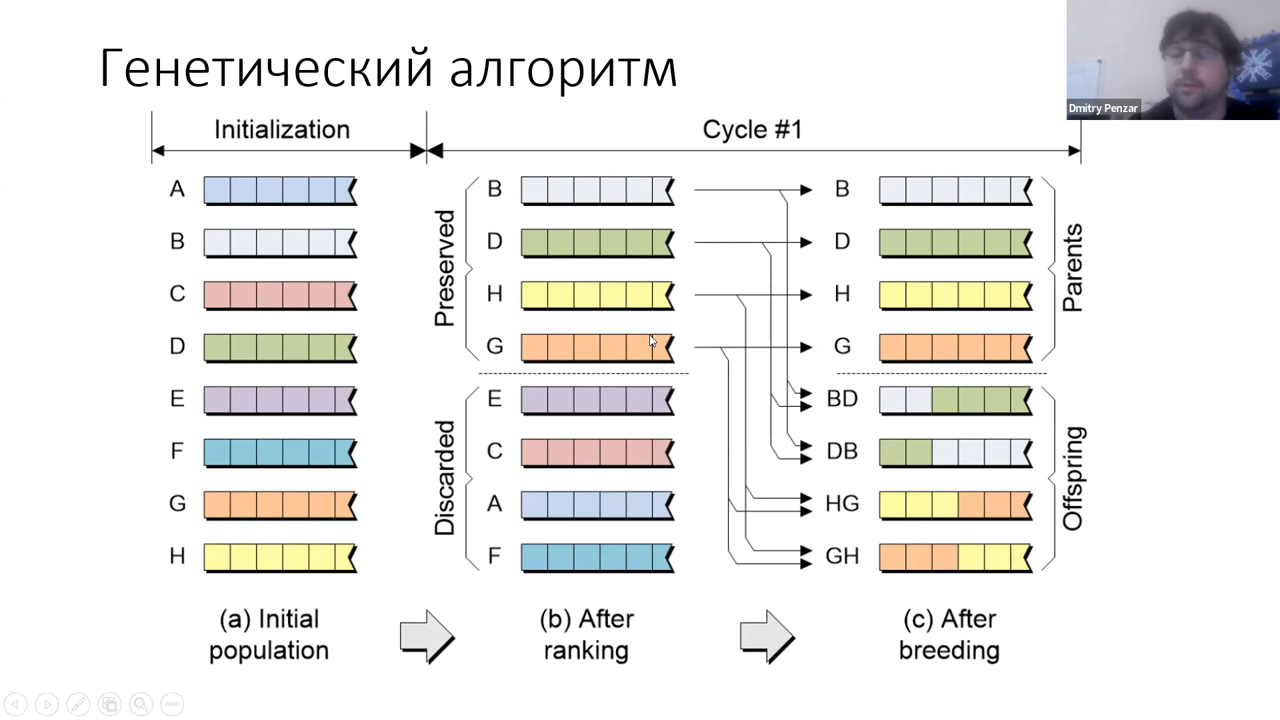 Генетический алгоритм
Dmitry Penzar
Initialization
Cycle #1
A
B
C
D
E
F
G
H
Preserved
Discarded
B
D
H
G
E
C
A
F
B
D
H
G
BD
DB
HG
GH
Parents
Offspring
(a) Initial
population
(b) After
ranking
(c) After
breeding